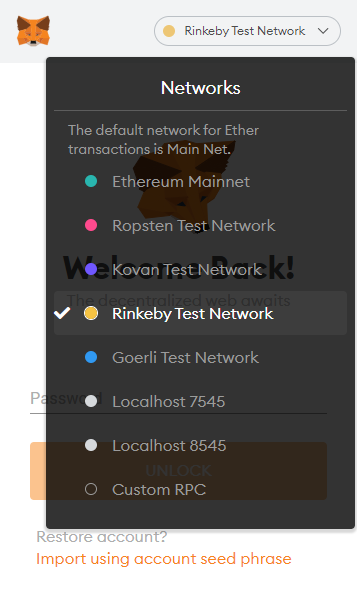 Rinkeby Test Network
Networks
The default network for Ether
transactions is Main Net.
Ethereum Mainnet
Ropsten Test Network
Kovan Test Network
Welcome Back!
The decentralized web awaits
Rinkeby Test Network
Goerli Test Network
Localhost 7545
Password
Localhost 8545
UNLOCK
Custom RPC
Restore account?
Import using account seed phrase